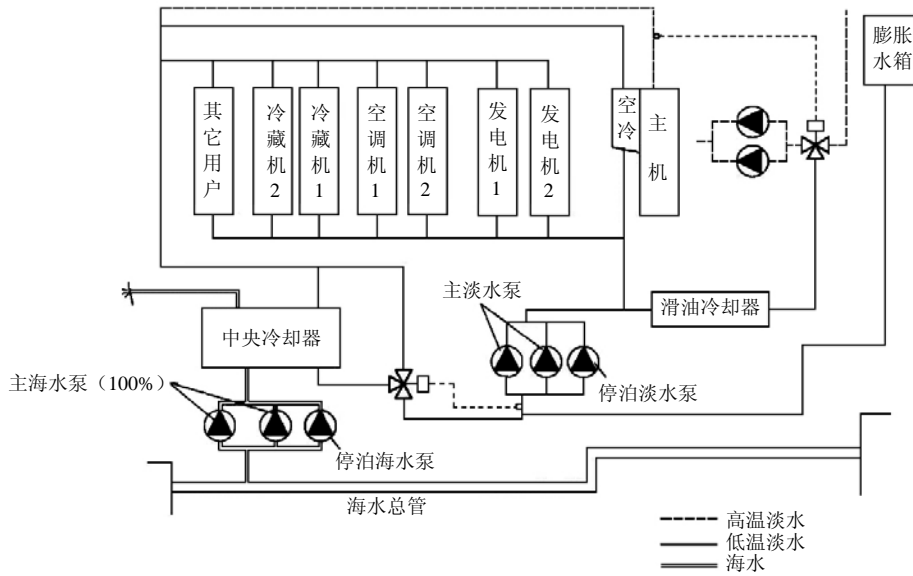 膨胀
水箱
其它用户
冷藏机2
冷藏机1
空调机1
空调机2
发电机1
发电机2
空冷
主机
主淡水泵
滑油冷却器
中央冷却器
主海水泵（100%）
停泊淡水泵
停泊海水泵
海水总管
高温淡水
低温淡水
海水